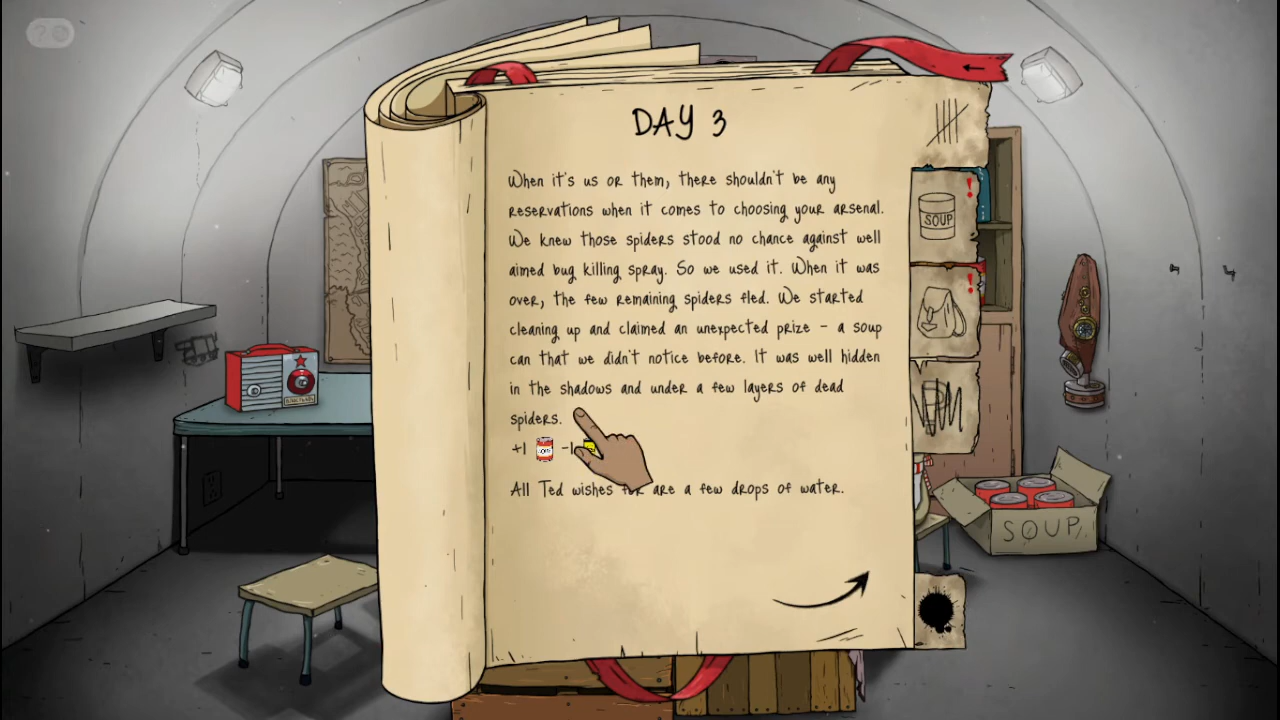 DAY 3
When it's us or them, there shouldn't be any
reservations when it comes to choosing your arsenal.
We knew those spiders stood no chance against well
aimed bug killing spray. So we used it. When it was
over, the few remaining spiders fled. We started
cleaning up and claimed an unexpected prize - a soup
can that we didn't notice before. It was well hidden
in the shadows and under a few layers of dead
spiders.
+1 -1
All Ted wishes for are a few drops of water.
SOUP
SOUP